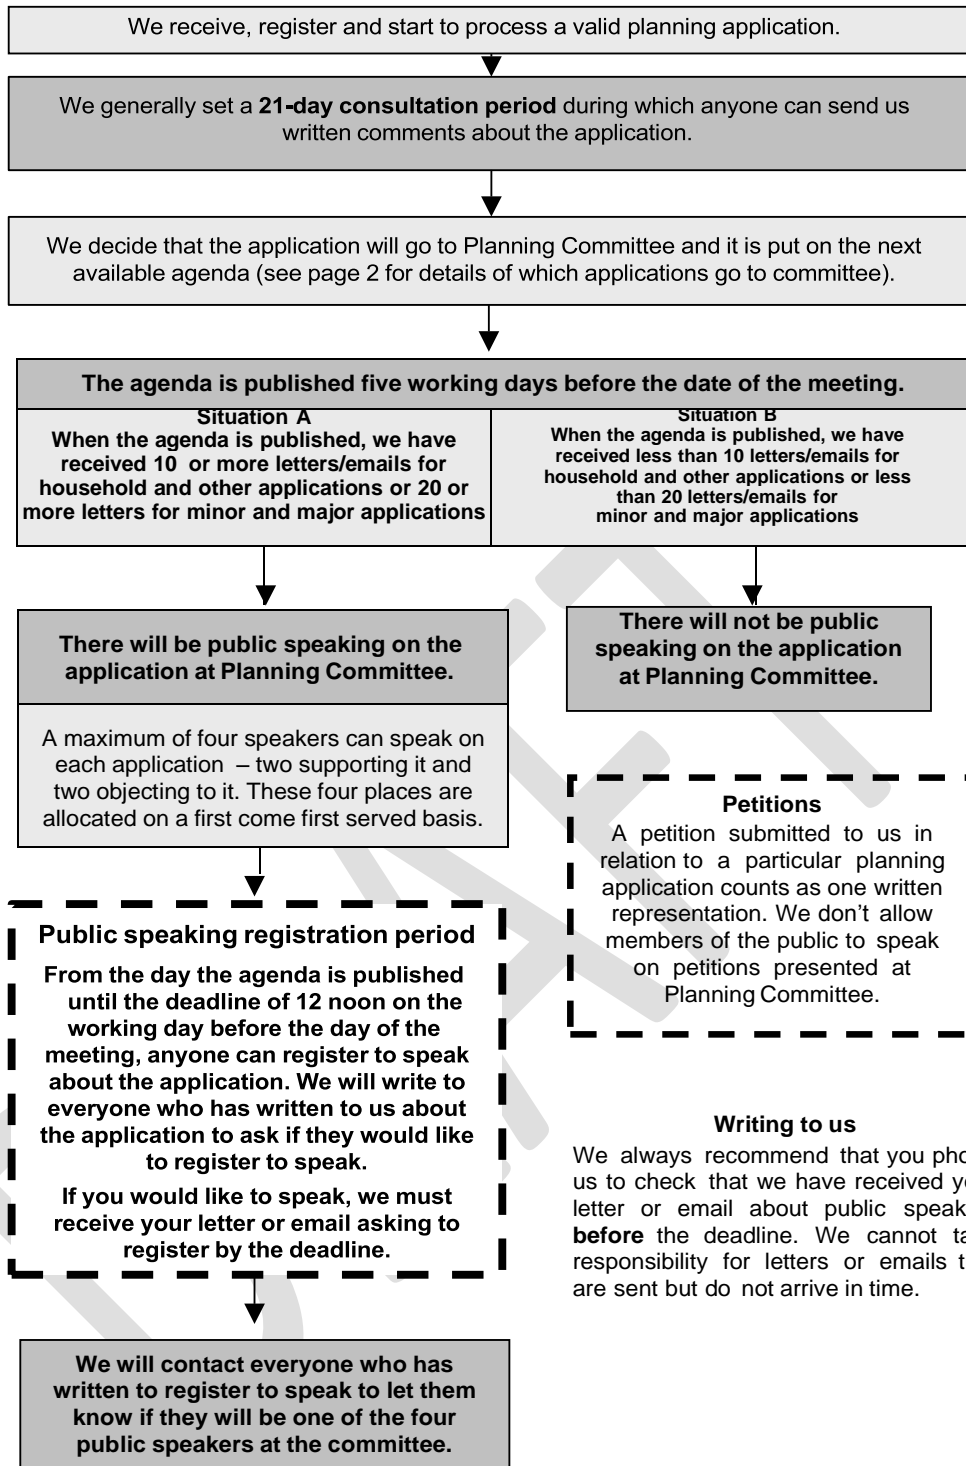 We receive, register and start to process a valid planning application.
We generally set a 21-day consultation period during which anyone can send us
written comments about the application.
We decide that the application will go to Planning Committee and it is put on the next
available agenda (see page 2 for details of which applications go to committee).
The agenda is published five working days before the date of the meeting.
Situation A
When the agenda is published, we have
received 10 or more letters/emails for
household and other applications or 20 or
more letters for minor and major applications
Situation B
When the agenda is published, we have
received less than 10 letters/emails for
household and other applications or less
than 20 letters/emails for
minor and major applications
There will be public speaking on the
application at Planning Committee.
A maximum of four speakers can speak on
each application – two supporting it and
two objecting to it. These four places are
allocated on a first come first served basis.
There will not be public
speaking on the application
at Planning Committee.
Petitions
A petition submitted to us in
relation to a particular planning
application counts as one written
representation. We don't allow
members of the public to speak
on petitions presented at
Planning Committee.
Public speaking registration period
From the day the agenda is published
until the deadline of 12 noon on the
working day before the day of the
meeting, anyone can register to speak
about the application. We will write to
everyone who has written to us about
the application to ask if they would like
to register to speak.
If you would like to speak, we must
receive your letter or email asking to
register by the deadline.
Writing to us
We always recommend that you
us to check that we have received
letter or email about public
before the deadline. We cannot
responsibility for letters or emails
are sent but do not arrive in time.
We will contact everyone who has
written to register to speak to let them
know if they will be one of the four
public speakers at the committee.
DRAFT